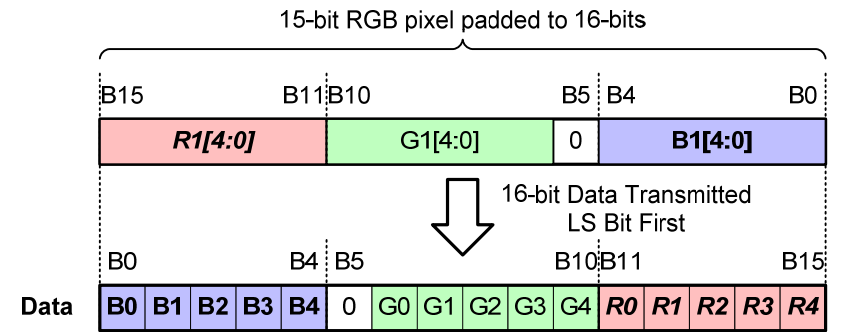 15-bit RGB pixel padded to 16-bits
B15 B11 B10 B5 B4 B0
R1[4:0] G1[4:0] 0 B1[4:0]
16-bit Data Transmitted
LS Bit First
B0 B4 B5 B10 B11 B15
Data B0 B1 B2 B3 B4 0 G0 G1 G2 G3 G4 R0 R1 R2 R3 R4